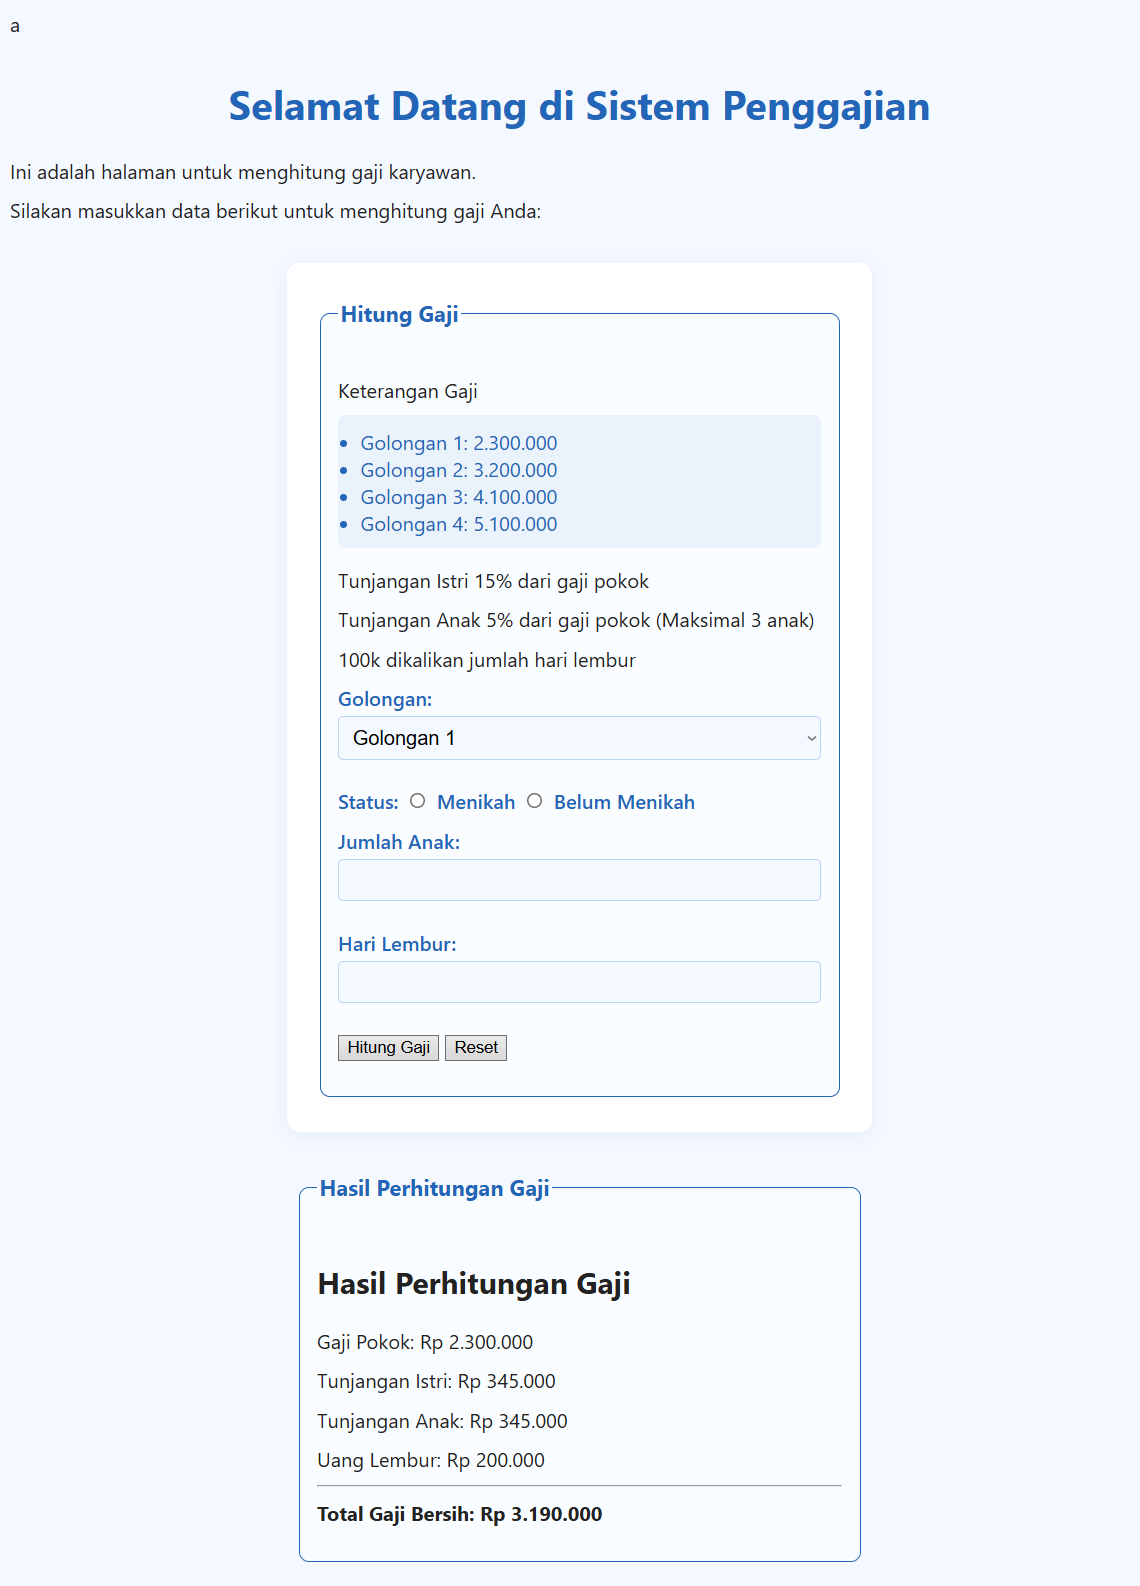 a
Selamat Datang di Sistem Penggajian
Ini adalah halaman untuk menghitung gaji karyawan.
Silakan masukkan data berikut untuk menghitung gaji Anda:
Hitung Gaji
Keterangan Gaji
Golongan 1: 2.300.000
Golongan 2: 3.200.000
Golongan 3: 4.100.000
Golongan 4: 5.100.000
Tunjangan Istri 15% dari gaji pokok
Tunjangan Anak 5% dari gaji pokok (Maksimal 3 anak)
100k dikalikan jumlah hari lembur
Golongan:
Golongan 1
Status: Menikah Belum Menikah
Jumlah Anak:
Hari Lembur:
Hitung Gaji Reset
Hasil Perhitungan Gaji
Hasil Perhitungan Gaji
Gaji Pokok: Rp 2.300.000
Tunjangan Istri: Rp 345.000
Tunjangan Anak: Rp 345.000
Uang Lembur: Rp 200.000
Total Gaji Bersih: Rp 3.190.000